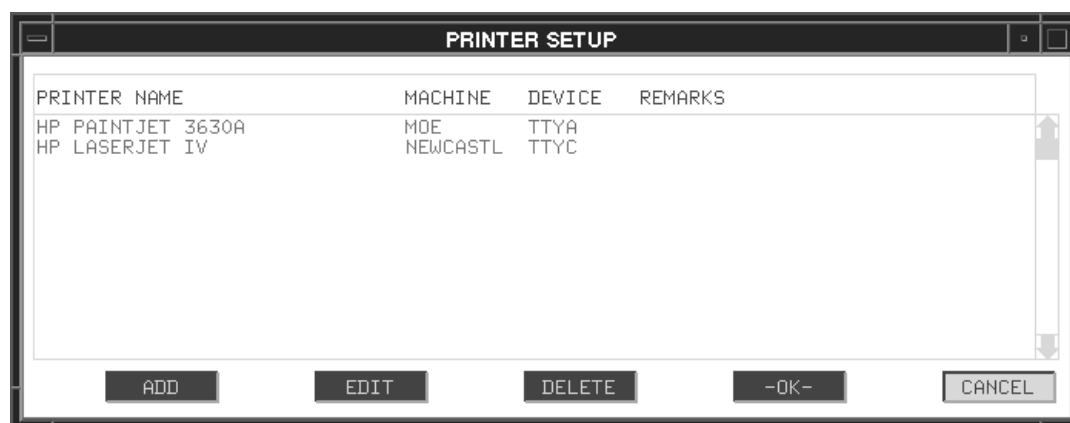 PRINTER SETUP
PRINTER NAME MACHINE DEVICE REMARKS
HP PAINTJET 3630A MOE TTYA
HP LASERJET IV NEWCASTL TTYC
ADD EDIT DELETE -OK- CANCEL